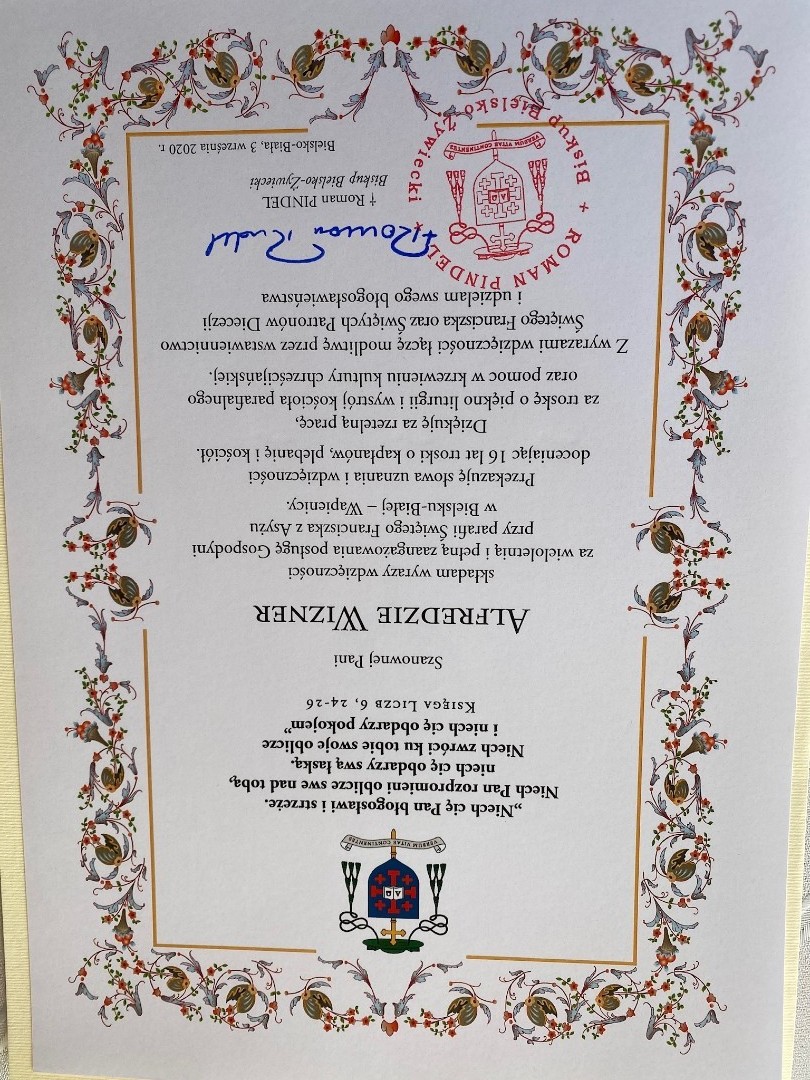 VERBUM VITAE CONTINENTES
„Niech cię Pan błogosławi i strzeże.
Niech Pan rozpromieni oblicze swe nad tobą,
niech cię obdarzy swą łaską.
Niech zwróci ku tobie swoje oblicze
i niech cię obdarzy pokojem”
KSIĘGA LICZB 6, 24-26
Szanownej Pani
ALFREDZIE WIZNER
składam wyrazy wdzięczności
za wieloletnią i pełną zaangażowania posługę Gospodyni
przy parafii Świętego Franciszka z Asyżu
w Bielsku-Białej – Wapienicy.
Przekazuję słowa uznania i wdzięczności
doceniając 16 lat troski o kapłanów, plebanię i kościół.
Dziękuję za rzetelną pracę,
za troskę o piękno liturgii i wystrój kościoła parafialnego
oraz pomoc w krzewieniu kultury chrześcijańskiej.
Z wyrazami wdzięczności łączę modlitwę przez wstawiennictwo
Świętego Franciszka oraz Świętych Patronów Diecezji
i udzielam swego błogosławieństwa
+Roman Pindel
† Roman PINDEL
Biskup Bielsko-Żywiecki
Bielsko-Biała, 3 września 2020 r.
+ ROMAN PINDEL + Biskup Bielsko Żywiecki
VERBUM VITAE CONTINENTES